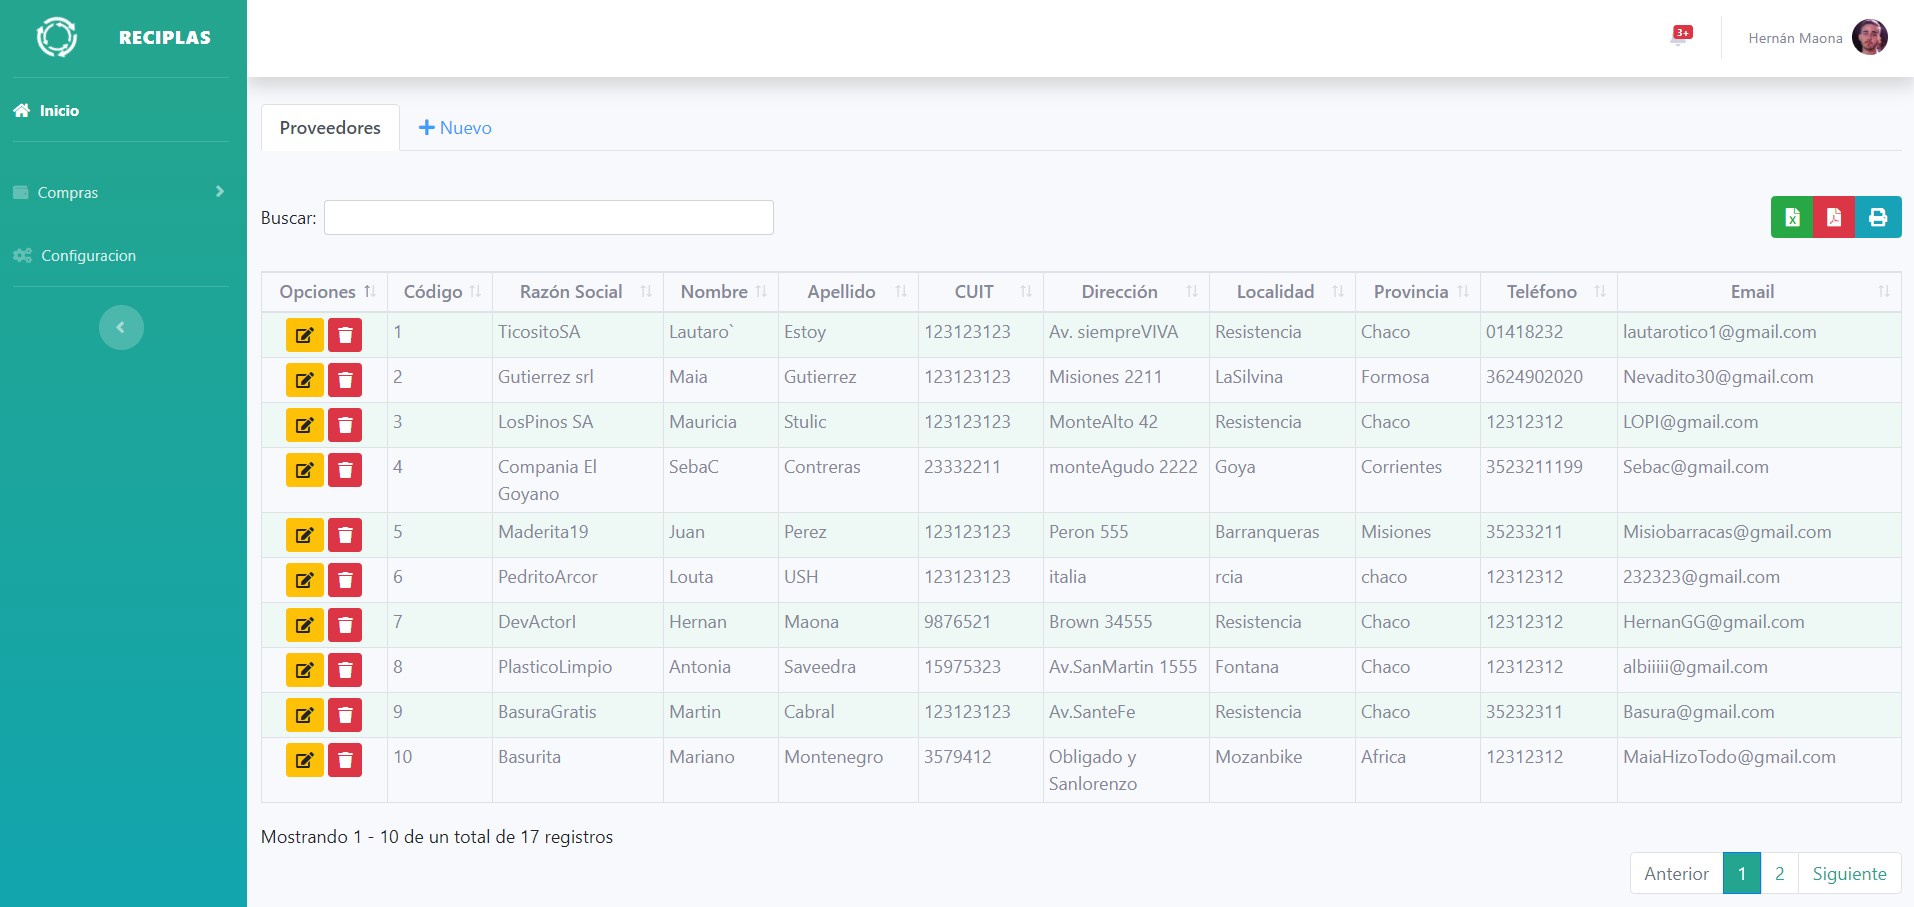 RECIPLAS
3+
Hernán Maona
Inicio
Compras
Configuracion
Proveedores
Nuevo
Buscar:
Opciones Código Razón Social Nombre Apellido CUIT Dirección Localidad Provincia Teléfono Email
1 TicositoSA Lautaro` Estoy 123123123 Av. siempreVIVA Resistencia Chaco 01418232 lautarotico1@gmail.com
2 Gutierrez srl Maia Gutierrez 123123123 Misiones 2211 LaSilvina Formosa 3624902020 Nevadito30@gmail.com
3 LosPinos SA Mauricia Stulic 123123123 MonteAlto 42 Resistencia Chaco 12312312 LOPI@gmail.com
4 Compania El SebaC Contreras 23332211 monteAgudo 2222 Goya Corrientes 3523211199 Sebac@gmail.com
Goyano
5 Maderita19 Juan Perez 123123123 Peron 555 Barranqueras Misiones 35233211 Misiobarracas@gmail.com
6 PedritoArcor Louta USH 123123123 italia rcia chaco 12312312 232323@gmail.com
7 DevActorI Hernan Maona 9876521 Brown 34555 Resistencia Chaco 12312312 HernanGG@gmail.com
8 PlasticoLimpio Antonia Saveedra 15975323 Av.SanMartin 1555 Fontana Chaco 12312312 albiiiii@gmail.com
9 BasuraGratis Martin Cabral 123123123 Av.SanteFe Resistencia Chaco 35232311 Basura@gmail.com
10 Basurita Mariano Montenegro 3579412 Obligado y Mozanbike Africa 12312312 MaiaHizoTodo@gmail.com
Sanlorenzo
Mostrando 1 - 10 de un total de 17 registros
Anterior 1 2 Siguiente